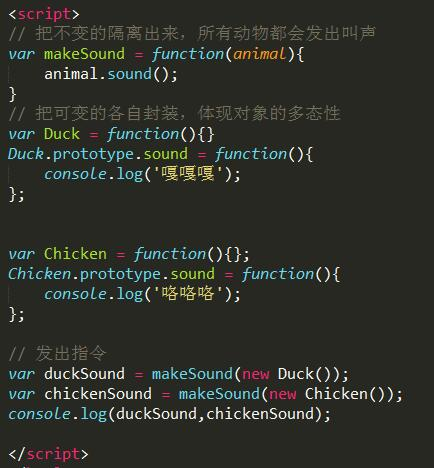 <script>
// 把不变的隔离出来，所有动物都会发出叫声
var makeSound = function(animal){
    animal.sound();
}
// 把可变的各自封装，体现对象的多态性
var Duck = function(){}
Duck.prototype.sound = function(){
    console.log('嘎嘎嘎');
};
var Chicken = function(){};
Chicken.prototype.sound = function(){
    console.log('咯咯咯');
};
// 发出指令
var duckSound = makeSound(new Duck());
var chickenSound = makeSound(new Chicken());
console.log(duckSound,chickenSound);
</script>